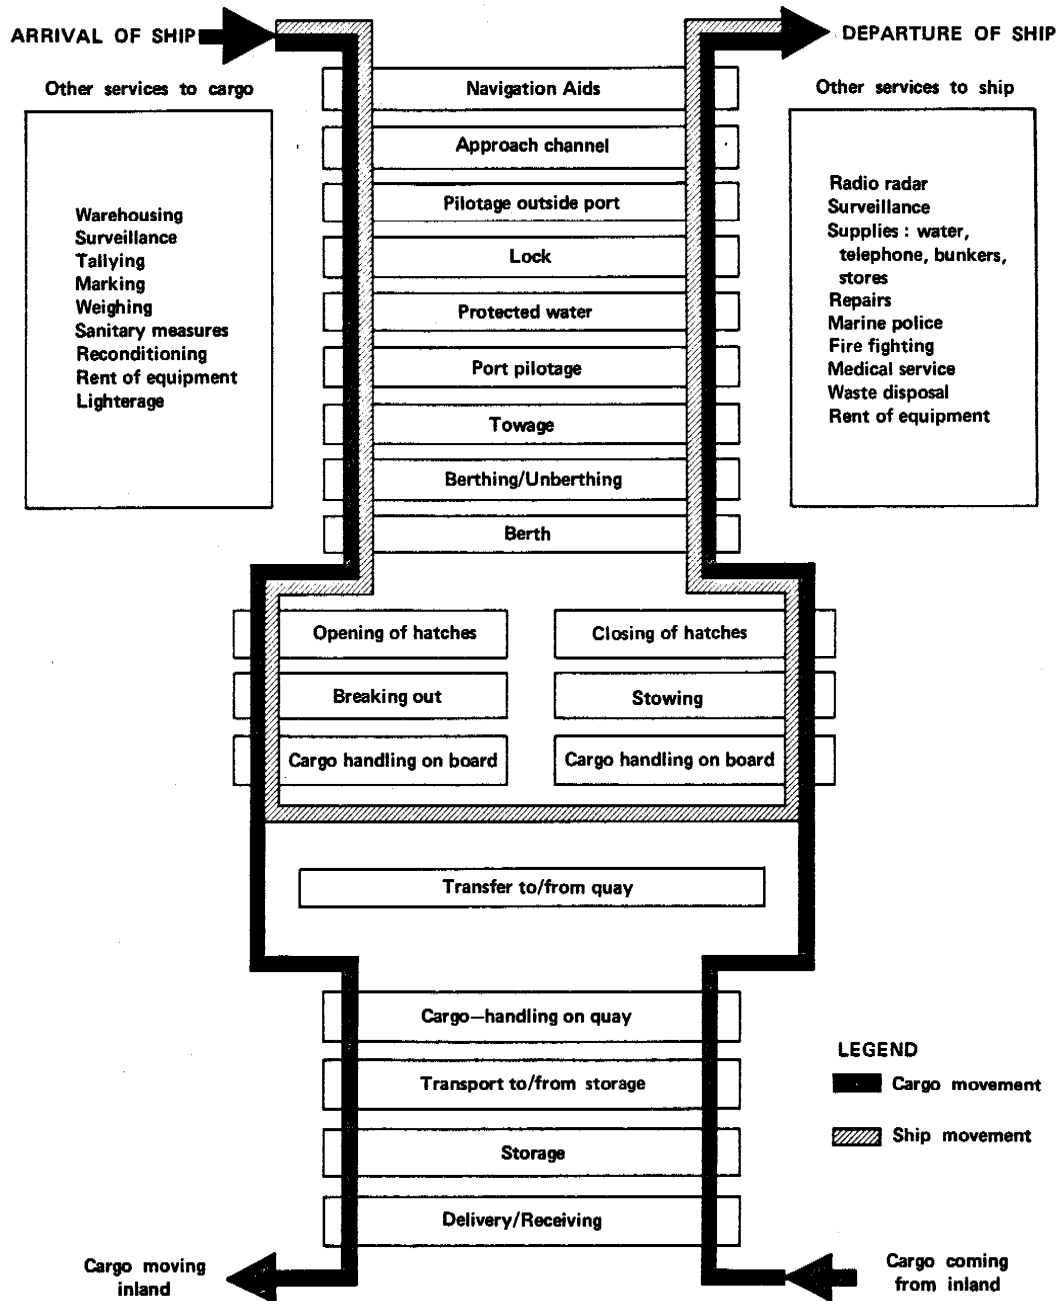 ARRIVAL OF SHIP
DEPARTURE OF SHIP
Other services to cargo
Warehousing
Surveillance
Tallying
Marking
Weighing
Sanitary measures
Reconditioning
Rent of equipment
Lighterage
Navigation Aids
Approach channel
Pilotage outside port
Lock
Protected water
Port pilotage
Towage
Berthing/Unberthing
Berth
Other services to ship
Radio radar
Surveillance
Supplies : water,
telephone, bunkers,
stores
Repairs
Marine police
Fire fighting
Medical service
Waste disposal
Rent of equipment
Opening of hatches
Closing of hatches
Breaking out
Stowing
Cargo handling on board
Cargo handling on board
Transfer to/from quay
Cargo—handling on quay
Transport to/from storage
Storage
Delivery/Receiving
LEGEND
Cargo movement
Ship movement
Cargo moving
inland
Cargo coming
from inland